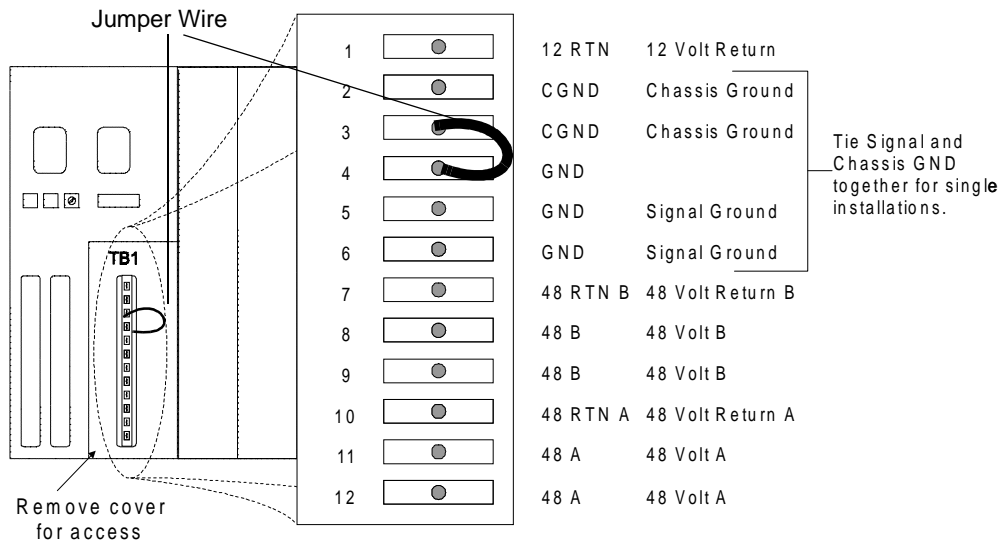 Jumper Wire
1 12 RTN 12 Volt Return
2 CGND Chassis Ground
3 CGND Chassis Ground
4 GND
5 GND Signal Ground
6 GND Signal Ground
7 48 RTN B 48 Volt Return B
8 48 B 48 Volt B
9 48 B 48 Volt B
10 48 RTN A 48 Volt Return A
11 48 A 48 Volt A
12 48 A 48 Volt A
Tie Signal and
Chassis GND
together for single
installations.
TB1
Remove cover
for access